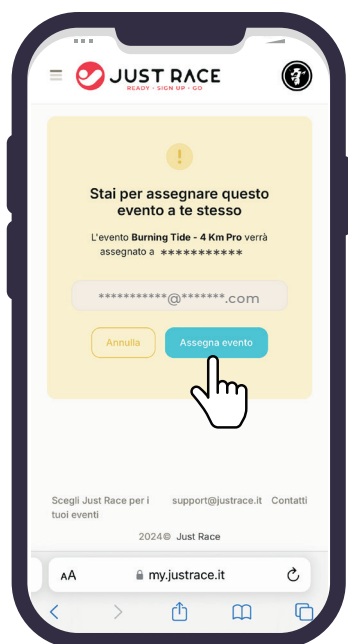 JUST RACE
READY - SIGN UP - GO
!
Stai per assegnare questo
evento a te stesso
L'evento Burning Tide - 4 Km Pro verrà
assegnato a ***********
***********@*******.com
Annulla
Assegna evento
Scegli Just Race per i
tuoi eventi
support@justrace.it
Contatti
2024© Just Race
AA
my.justrace.it